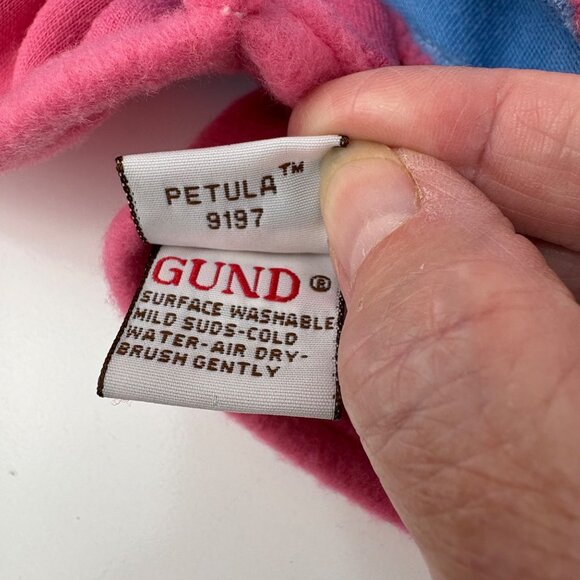 PETULA™
9197
GUND®
SURFACE WASHABLE
MILD SUDS-COLD
WATER-AIR DRY-
BRUSH GENTLY